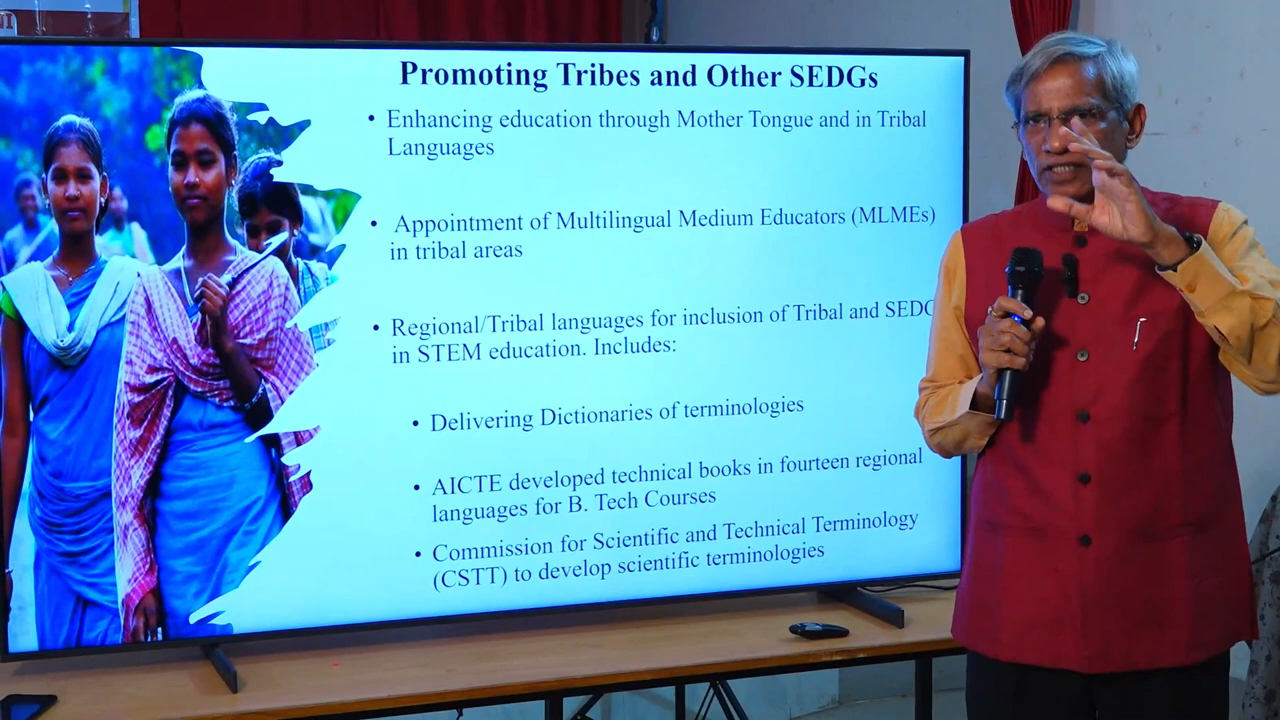 Promoting Tribes and Other SEDGs
• Enhancing education through Mother Tongue and in Tribal
Languages
• Appointment of Multilingual Medium Educators (MLMEs)
in tribal areas
• Regional/Tribal languages for inclusion of Tribal and
in STEM education. Includes:
• Delivering Dictionaries of terminologies
• AICTE developed technical books in fourteen regional
languages for B. Tech Courses
• Commission for Scientific and Technical Terminology
(CSTT) to develop scientific terminologies